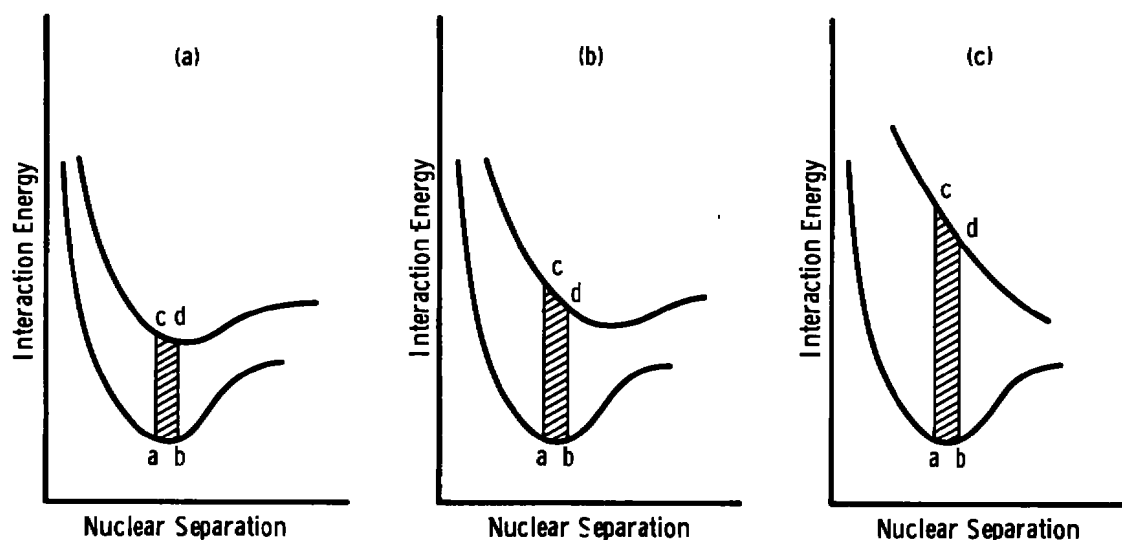 (a)
Interaction Energy
c d
a b
Nuclear Separation
(b)
Interaction Energy
c
d
a b
Nuclear Separation
(c)
Interaction Energy
c
d
a b
Nuclear Separation